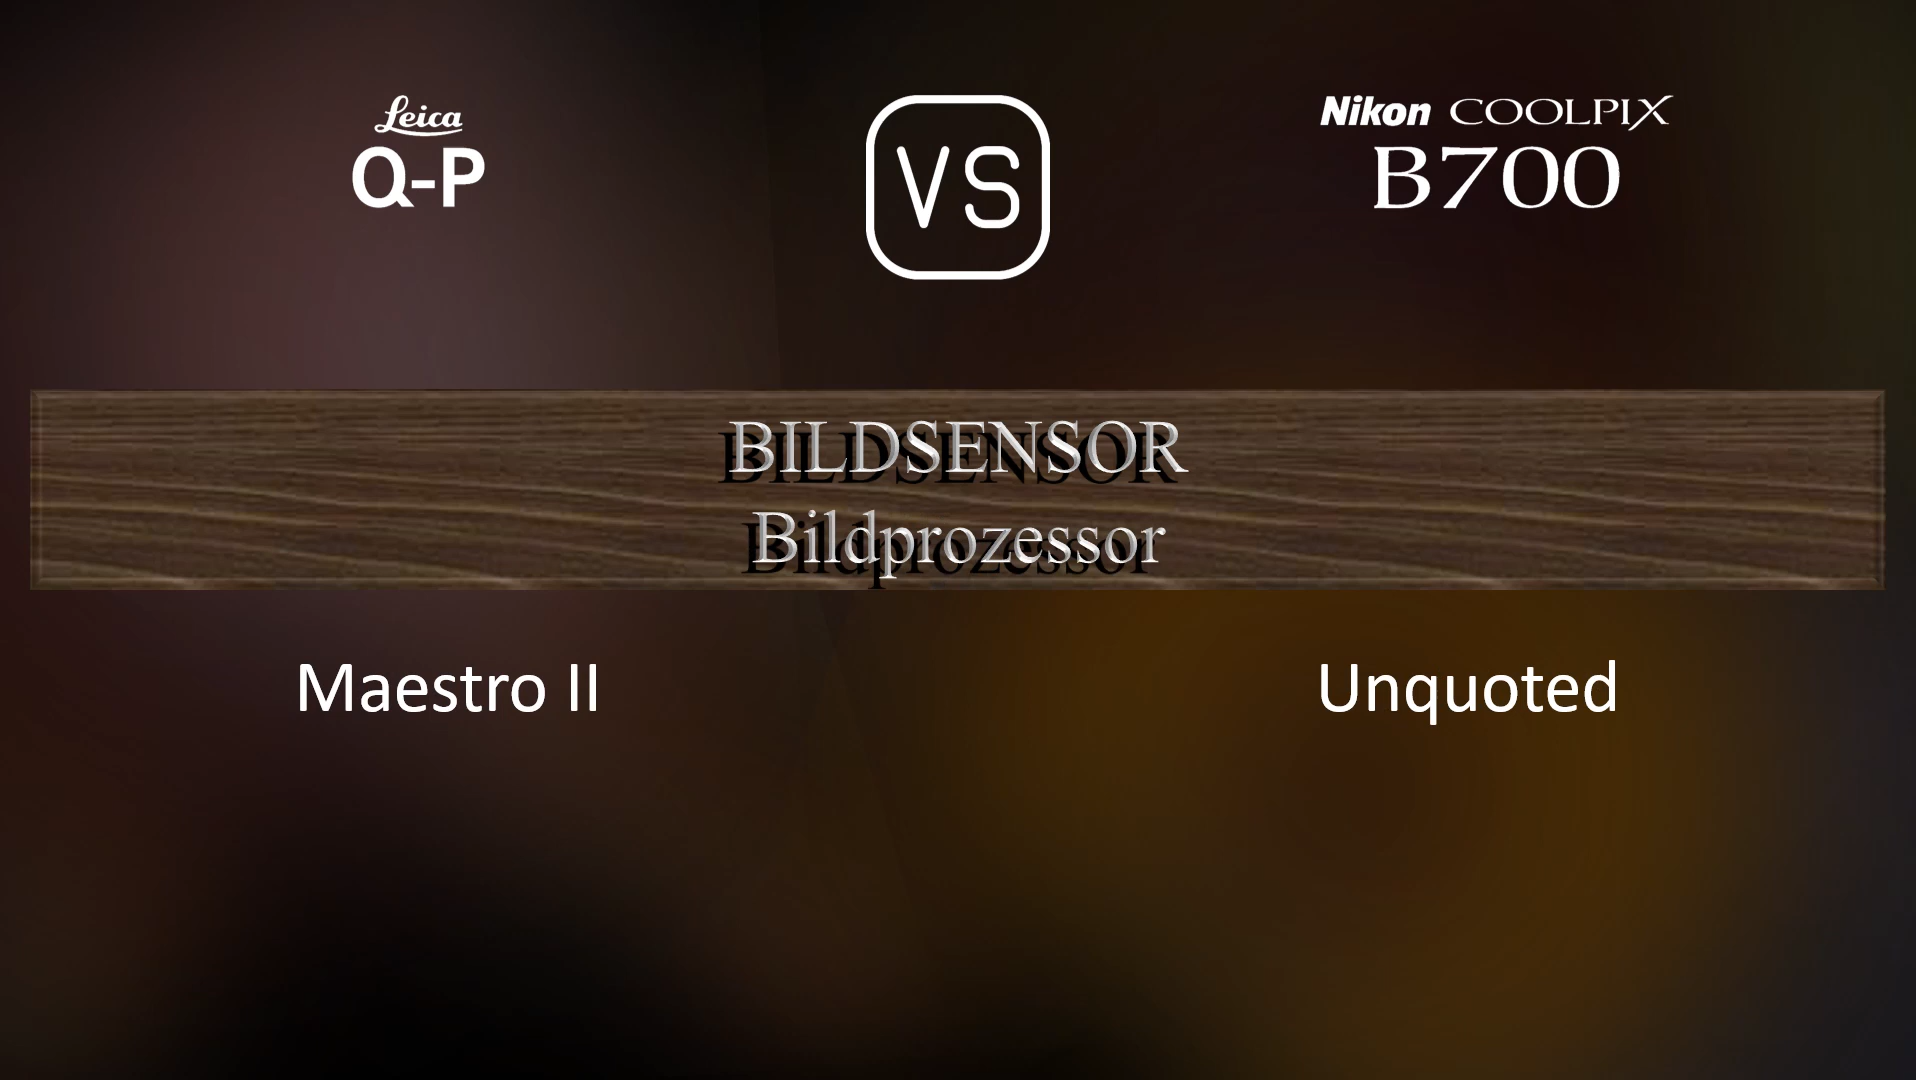 Leica
Q-P
VS
Nikon COOLPIX
B700
BILDSENSOR
Bildprozessor
Maestro II
Unquoted